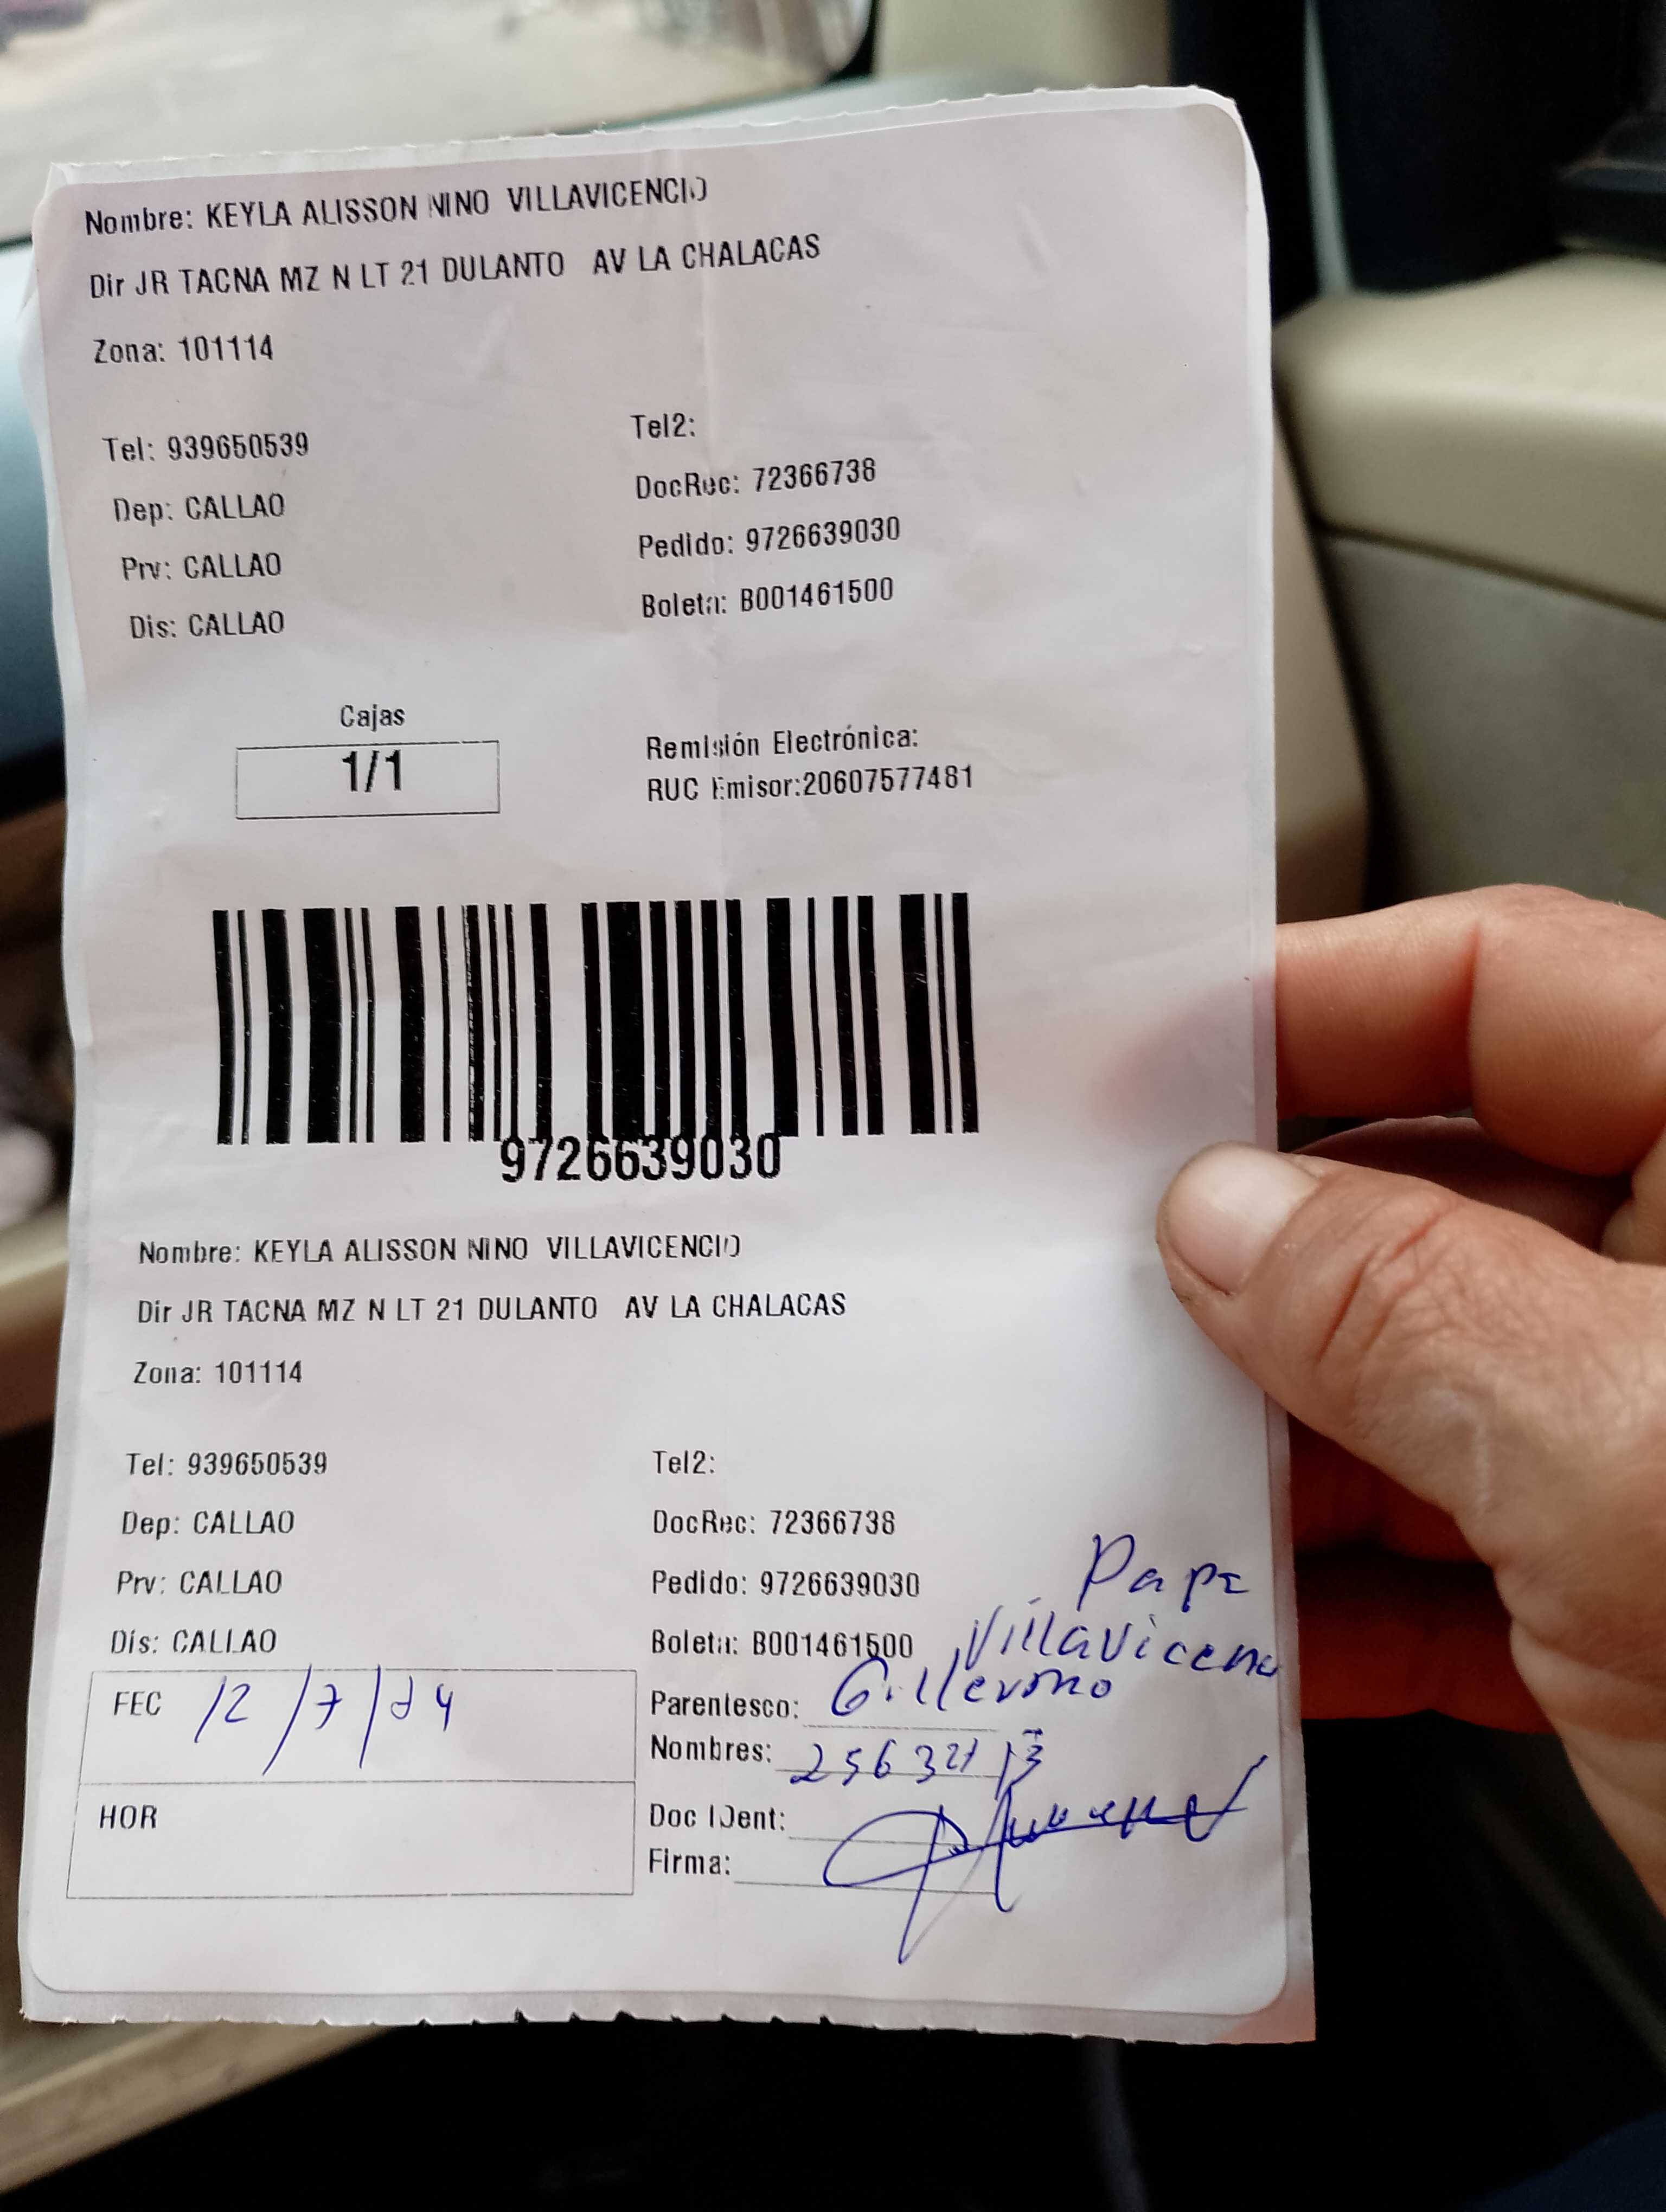 Nombre: KEYLA ALISSON NINO VILLAVICENCIO
Dir JR TACNA MZ N LT 21 DULANTO AV LA CHALACAS
Zona: 101114
Tel: 939650539 Tel2:
Dep: CALLAO DocRec: 72366738
Prv: CALLAO Pedido: 9726639030
Dis: CALLAO Boleta: B001461500
Cajas
1/1
Remisión Electrónica:
RUC Emisor:20607577481
9726639030
Nombre: KEYLA ALISSON NINO VILLAVICENCIO
Dir JR TACNA MZ N LT 21 DULANTO AV LA CHALACAS
Zona: 101114
Tel: 939650539 Tel2:
Dep: CALLAO DocRec: 72366738
Prv: CALLAO Pedido: 9726639030
Dis: CALLAO Boleta: B001461500
Papa
FEC 12/7/24
HOR
Parentesco:
Nombres:
Doc IDent:
Firma: